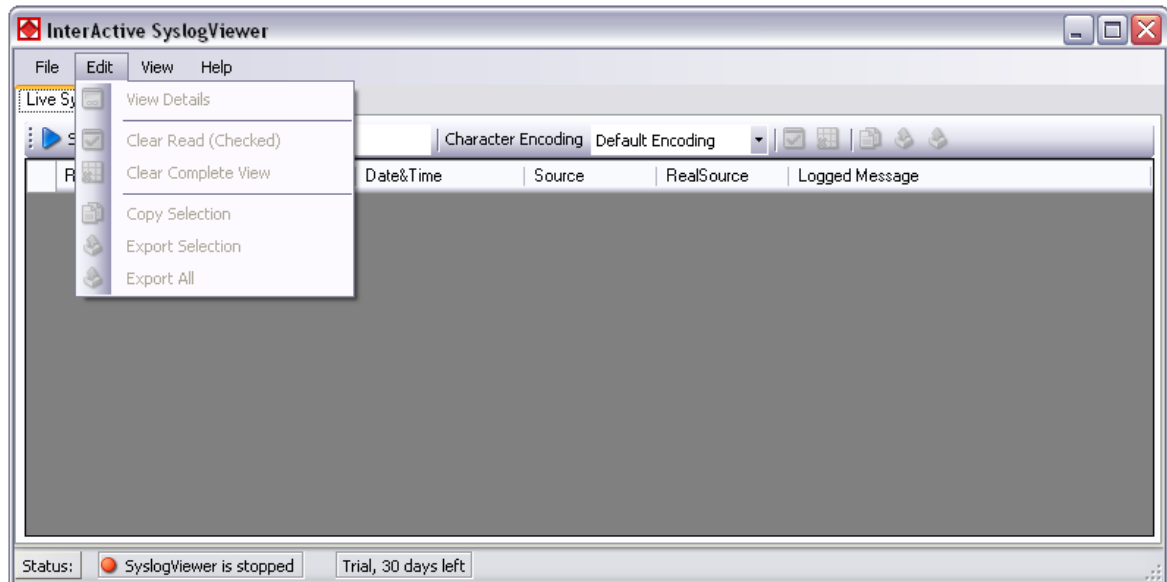 InterActive SyslogViewer
File Edit View Help
Live Sy
View Details
Clear Read (Checked)
Clear Complete View
Copy Selection
Export Selection
Export All
S Character Encoding Default Encoding
R Date&Time Source RealSource Logged Message
Status: SyslogViewer is stopped Trial, 30 days left